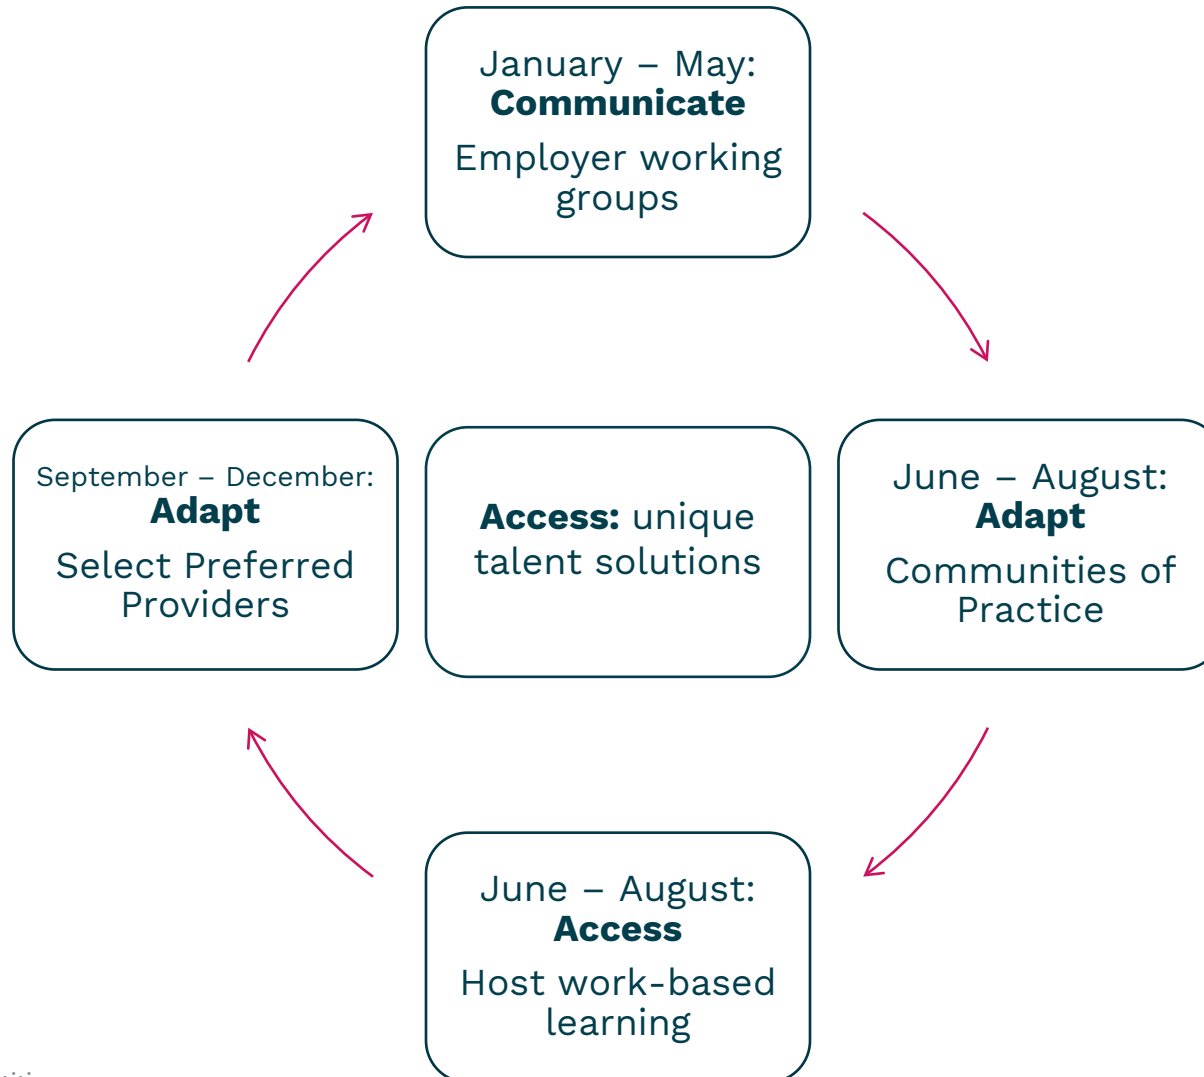 January – May:
Communicate
Employer working
groups
September – December:
Adapt
Select Preferred
Providers
Access: unique
talent solutions
June – August:
Adapt
Communities of
Practice
June – August:
Access
Host work-based
learning